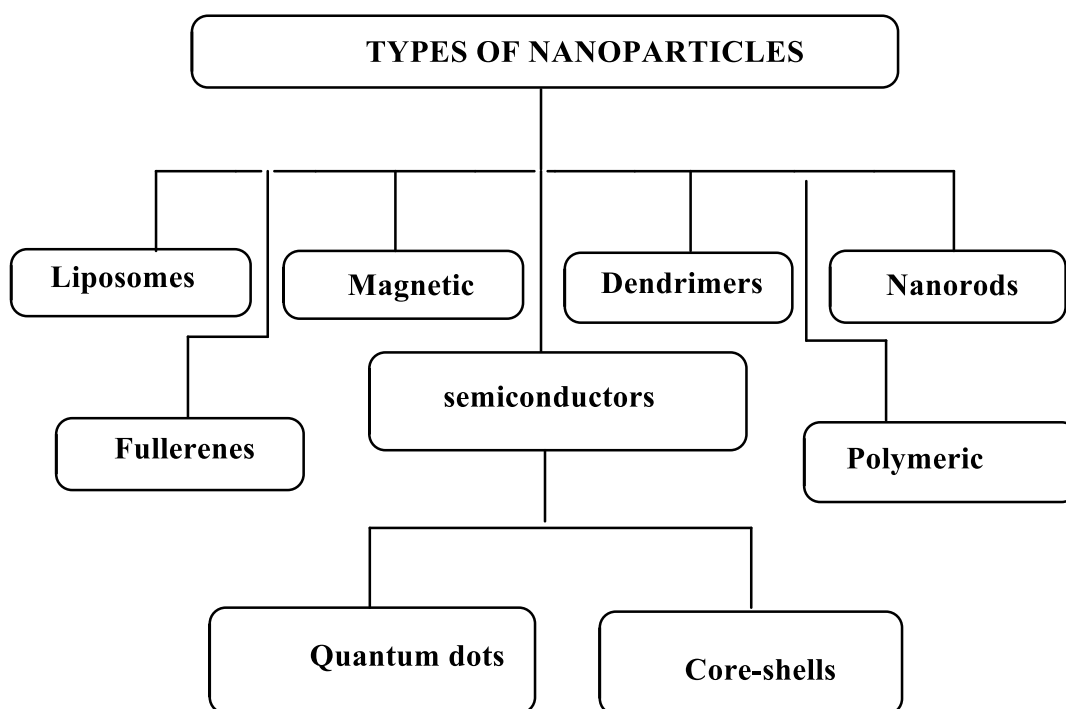 TYPES OF NANOPARTICLES
Liposomes
Magnetic
Dendrimers
Nanorods
semiconductors
Fullerenes
Polymeric
Quantum dots
Core-shells